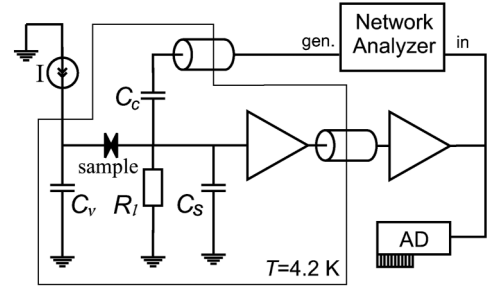 Network
Analyzer
gen.
in
I
C_c
sample
C_v
R_l
C_s
AD
T=4.2 K